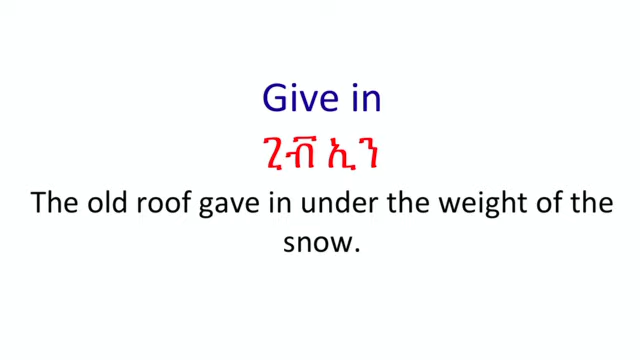 Give in
ጊቭ ኢን
The old roof gave in under the weight of the
snow.